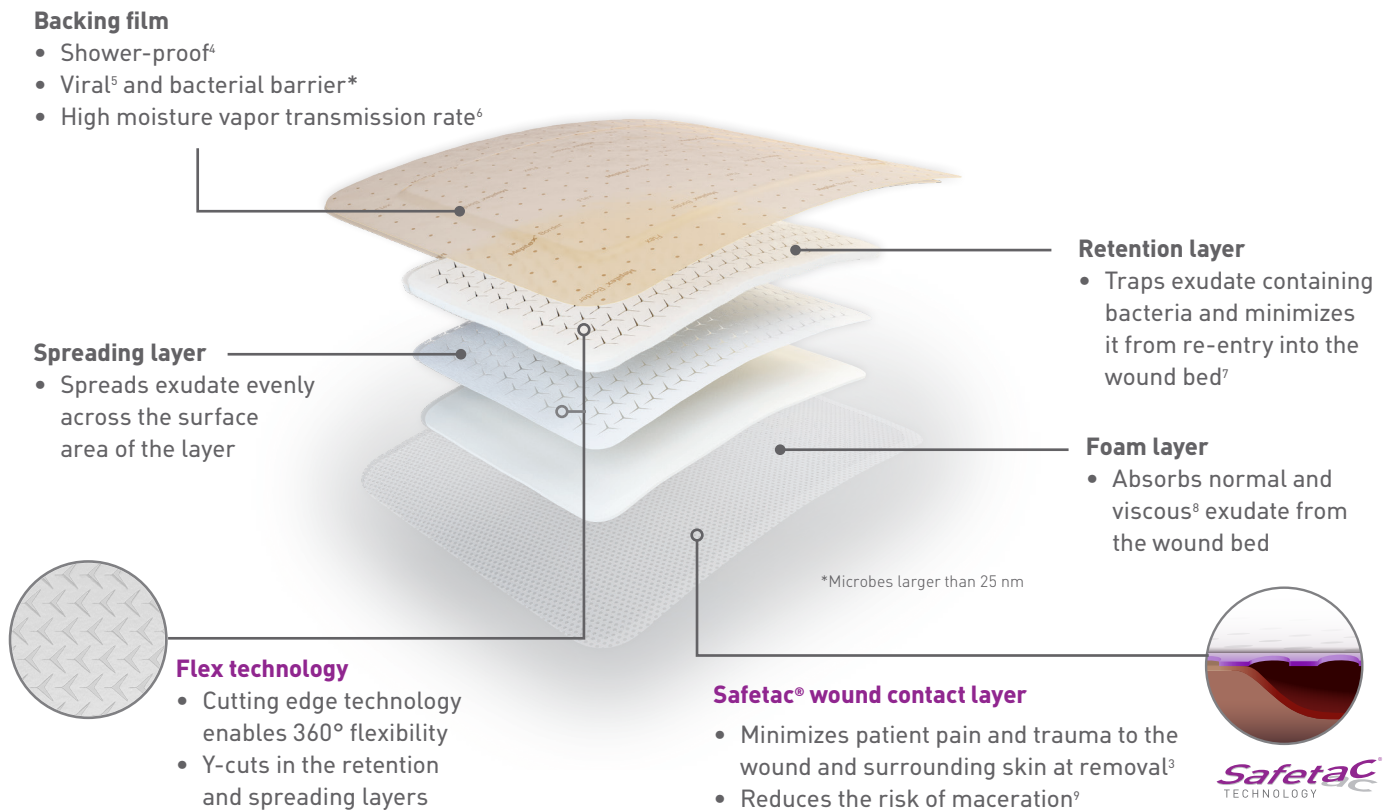 Backing film
• Shower-proof⁴
• Viral⁵ and bacterial barrier*
• High moisture vapor transmission rate⁶
Retention layer
• Traps exudate containing
bacteria and minimizes
it from re-entry into the
wound bed⁷
Spreading layer
• Spreads exudate evenly
across the surface
area of the layer
Foam layer
• Absorbs normal and
viscous⁸ exudate from
the wound bed
*Microbes larger than 25 nm
Flex technology
• Cutting edge technology
enables 360° flexibility
• Y-cuts in the retention
and spreading layers
Safetac® wound contact layer
• Minimizes patient pain and trauma to the
wound and surrounding skin at removal³
• Reduces the risk of maceration⁹
Safetac®
TECHNOLOGY